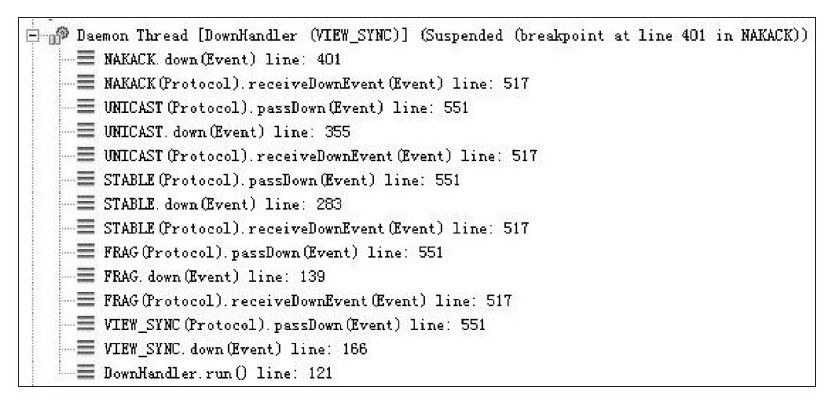 Daemon Thread [DownHandler (VIEW_SYNC)] (Suspended (breakpoint at line 401 in NAKACK))
NAKACK.down(Event) line: 401
NAKACK(Protocol).receiveDownEvent(Event) line: 517
UNICAST(Protocol).passDown(Event) line: 551
UNICAST.down(Event) line: 355
UNICAST(Protocol).receiveDownEvent(Event) line: 517
STABLE(Protocol).passDown(Event) line: 551
STABLE.down(Event) line: 283
STABLE(Protocol).receiveDownEvent(Event) line: 517
FRAG(Protocol).passDown(Event) line: 551
FRAG.down(Event) line: 139
FRAG(Protocol).receiveDownEvent(Event) line: 517
VIEW_SYNC(Protocol).passDown(Event) line: 551
VIEW_SYNC.down(Event) line: 166
DownHandler.run() line: 121